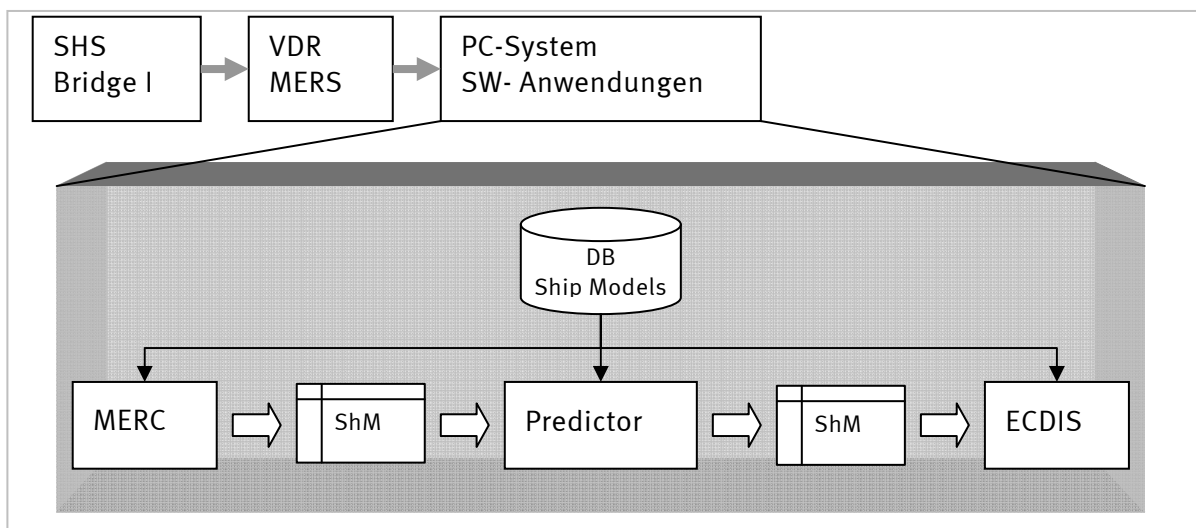 SHS
Bridge I
VDR
MERS
PC-System
SW- Anwendungen
DB
Ship Models
MERC
ShM
Predictor
ShM
ECDIS